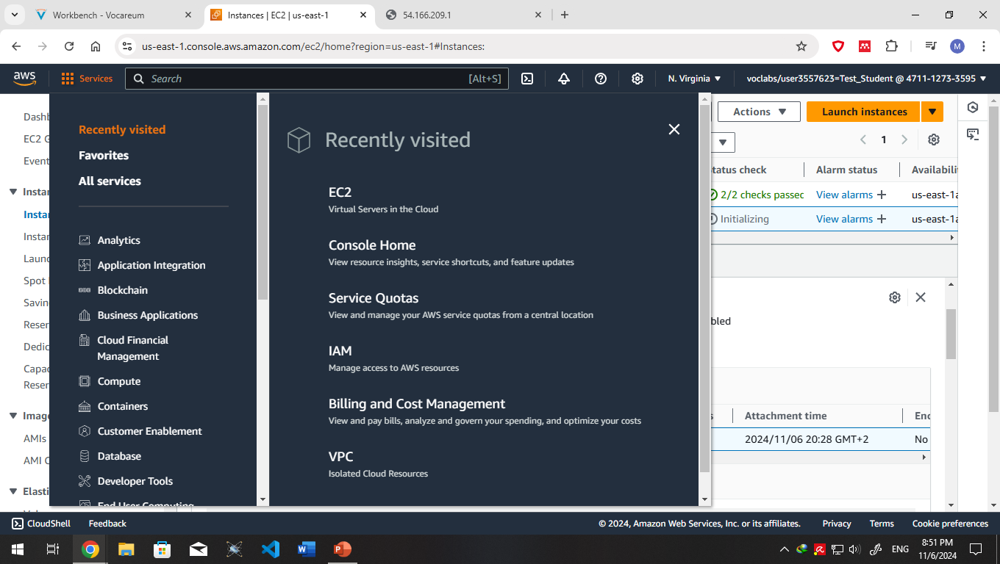 Workbench - Vocareum
Instances | EC2 | us-east-1
54.166.209.1
us-east-1.console.aws.amazon.com/ec2/home?region=us-east-1#Instances:
M
aws
Services
Search
[Alt+S]
N. Virginia
voclabs/user3557623=Test_Student @ 4711-1273-3595
Recently visited
Favorites
All services
Analytics
Application Integration
Blockchain
Business Applications
Cloud Financial
Management
Compute
Containers
Customer Enablement
Database
Developer Tools
End User Computing
Recently visited
EC2
Virtual Servers in the Cloud
Console Home
View resource insights, service shortcuts, and feature updates
Service Quotas
View and manage your AWS service quotas from a central location
IAM
Manage access to AWS resources
Billing and Cost Management
View and pay bills, analyze and govern your spending, and optimize your costs
VPC
Isolated Cloud Resources
Dashb
EC2 G
Event
Instan
Instan
Instan
Launc
Spot
Savin
Reser
Dedic
Capac
Reser
Image
AMIs
AMI C
Elasti
Actions
Launch instances
1
tatus check
Alarm status
Availabili
2/2 checks passed
View alarms
us-east-1a
Initializing
View alarms
us-east-1a
bled
s
Attachment time
Enc
2024/11/06 20:28 GMT+2
No
CloudShell
Feedback
© 2024, Amazon Web Services, Inc. or its affiliates.
Privacy
Terms
Cookie preferences
ENG
8:51 PM
11/6/2024